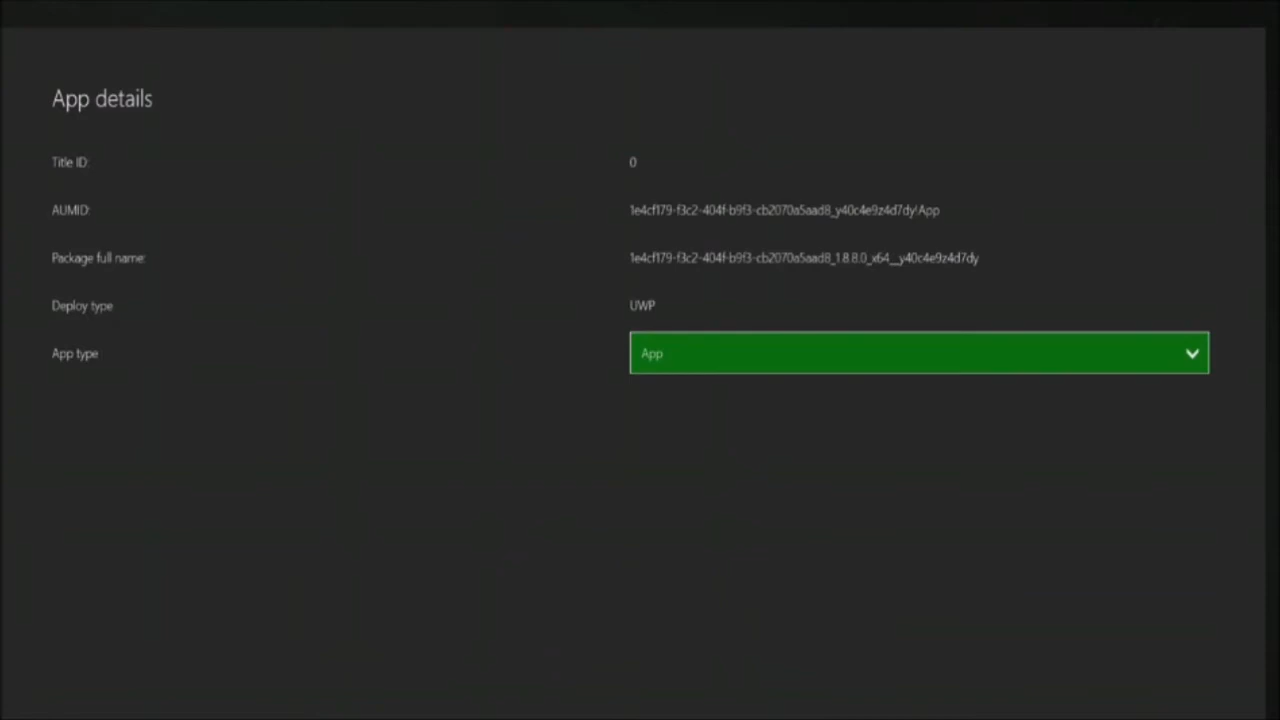 App details
Title ID: 0
AUMID: 1e4cf179-f3c2-404f-b9f3-cb2070a5aad8_y40c4e9z4d7dy!App
Package full name: 1e4cf179-f3c2-404f-b9f3-cb2070a5aad8_1.8.8.0_x64__y40c4e9z4d7dy
Deploy type UWP
App type App